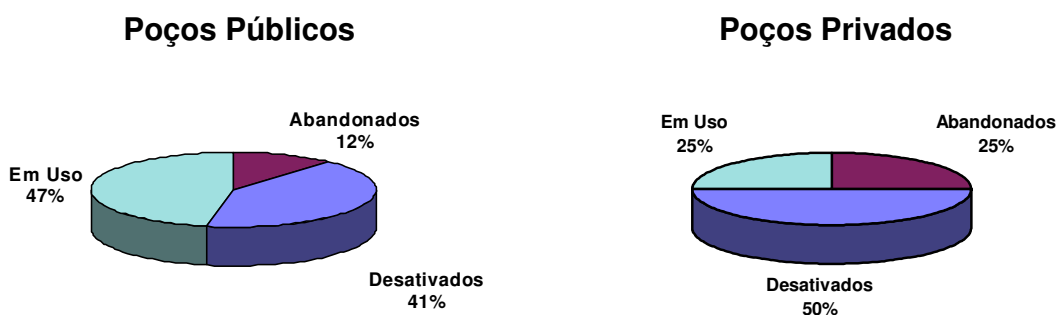 Poços Públicos
Abandonados
12%
Em Uso
47%
Desativados
41%
Poços Privados
Em Uso
25%
Abandonados
25%
Desativados
50%